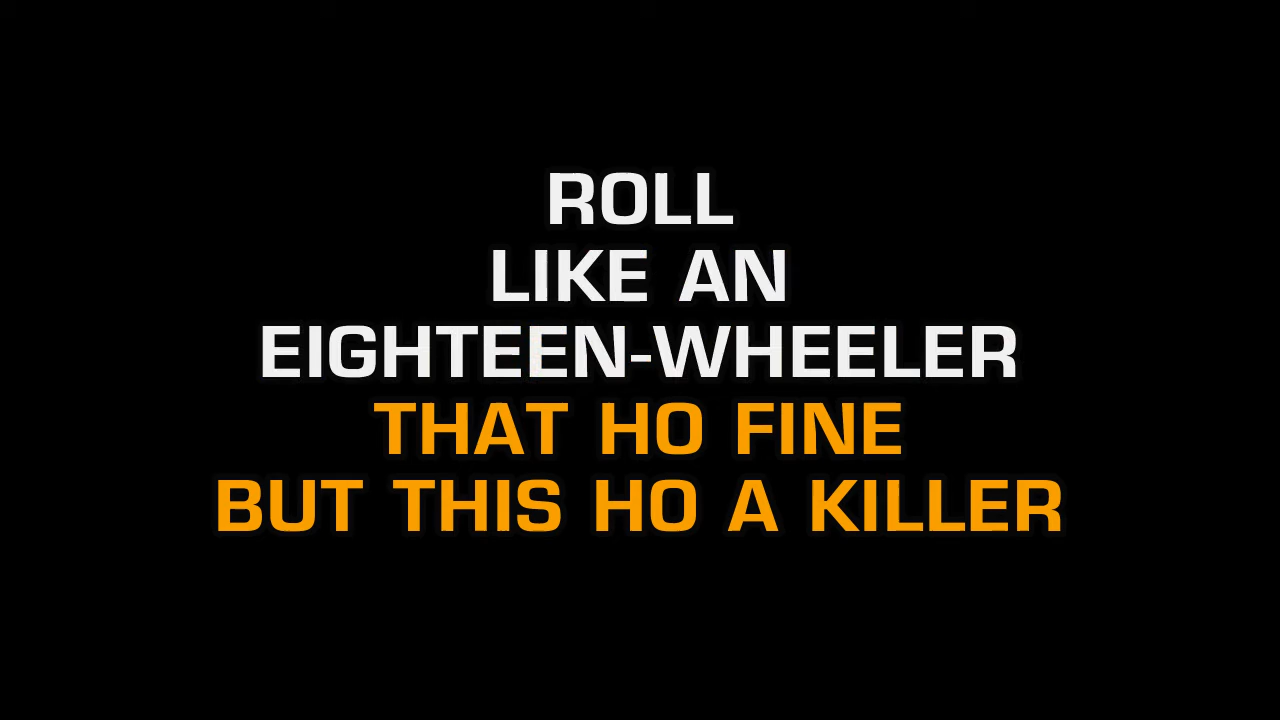 ROLL
LIKE AN
EIGHTEEN-WHEELER
THAT HO FINE
BUT THIS HO A KILLER